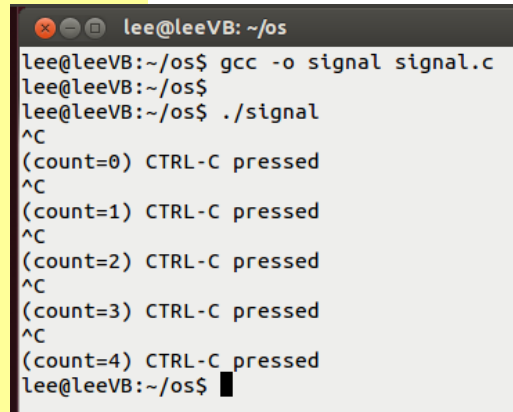 lee@leeVB: ~/os
lee@leeVB:~/os$ gcc -o signal signal.c
lee@leeVB:~/os$
lee@leeVB:~/os$ ./signal
^C
(count=0) CTRL-C pressed
^C
(count=1) CTRL-C pressed
^C
(count=2) CTRL-C pressed
^C
(count=3) CTRL-C pressed
^C
(count=4) CTRL-C pressed
lee@leeVB:~/os$